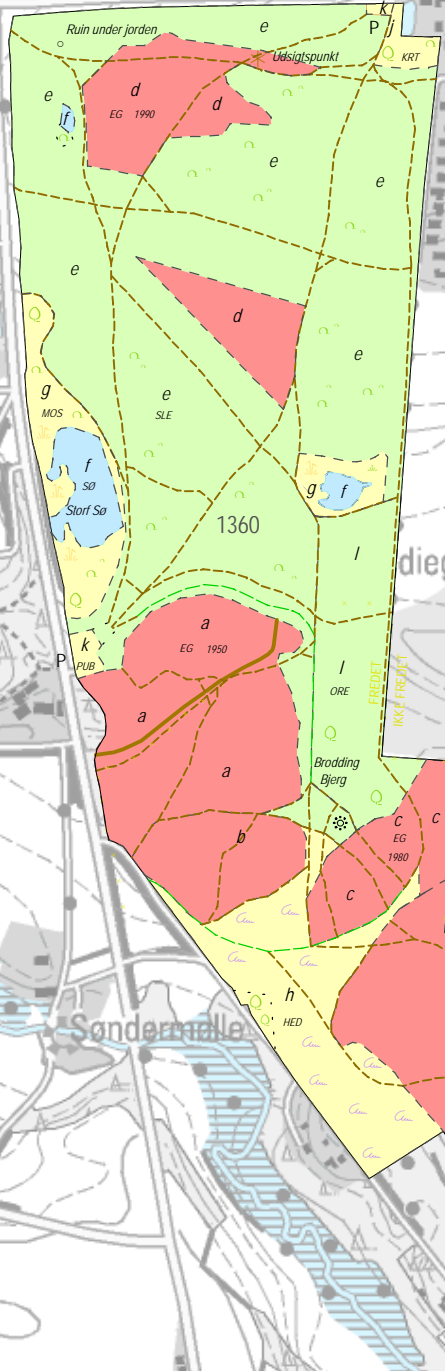 k
e
Ruin under jorden
P
j
Udsigtspunkt
KRT
d
e
d
f
EG 1990
e
e
e
d
e
g
e
MOS
SLE
f
SØ
g
f
Storf Sø
1360
l
dieg
a
k
EG 1950
P
PUB
l
ORE
FREDET
IKKE FREDET
a
Brodding
Bjerg
a
c
c
b
EG
1980
c
h
Søndermølle
HED